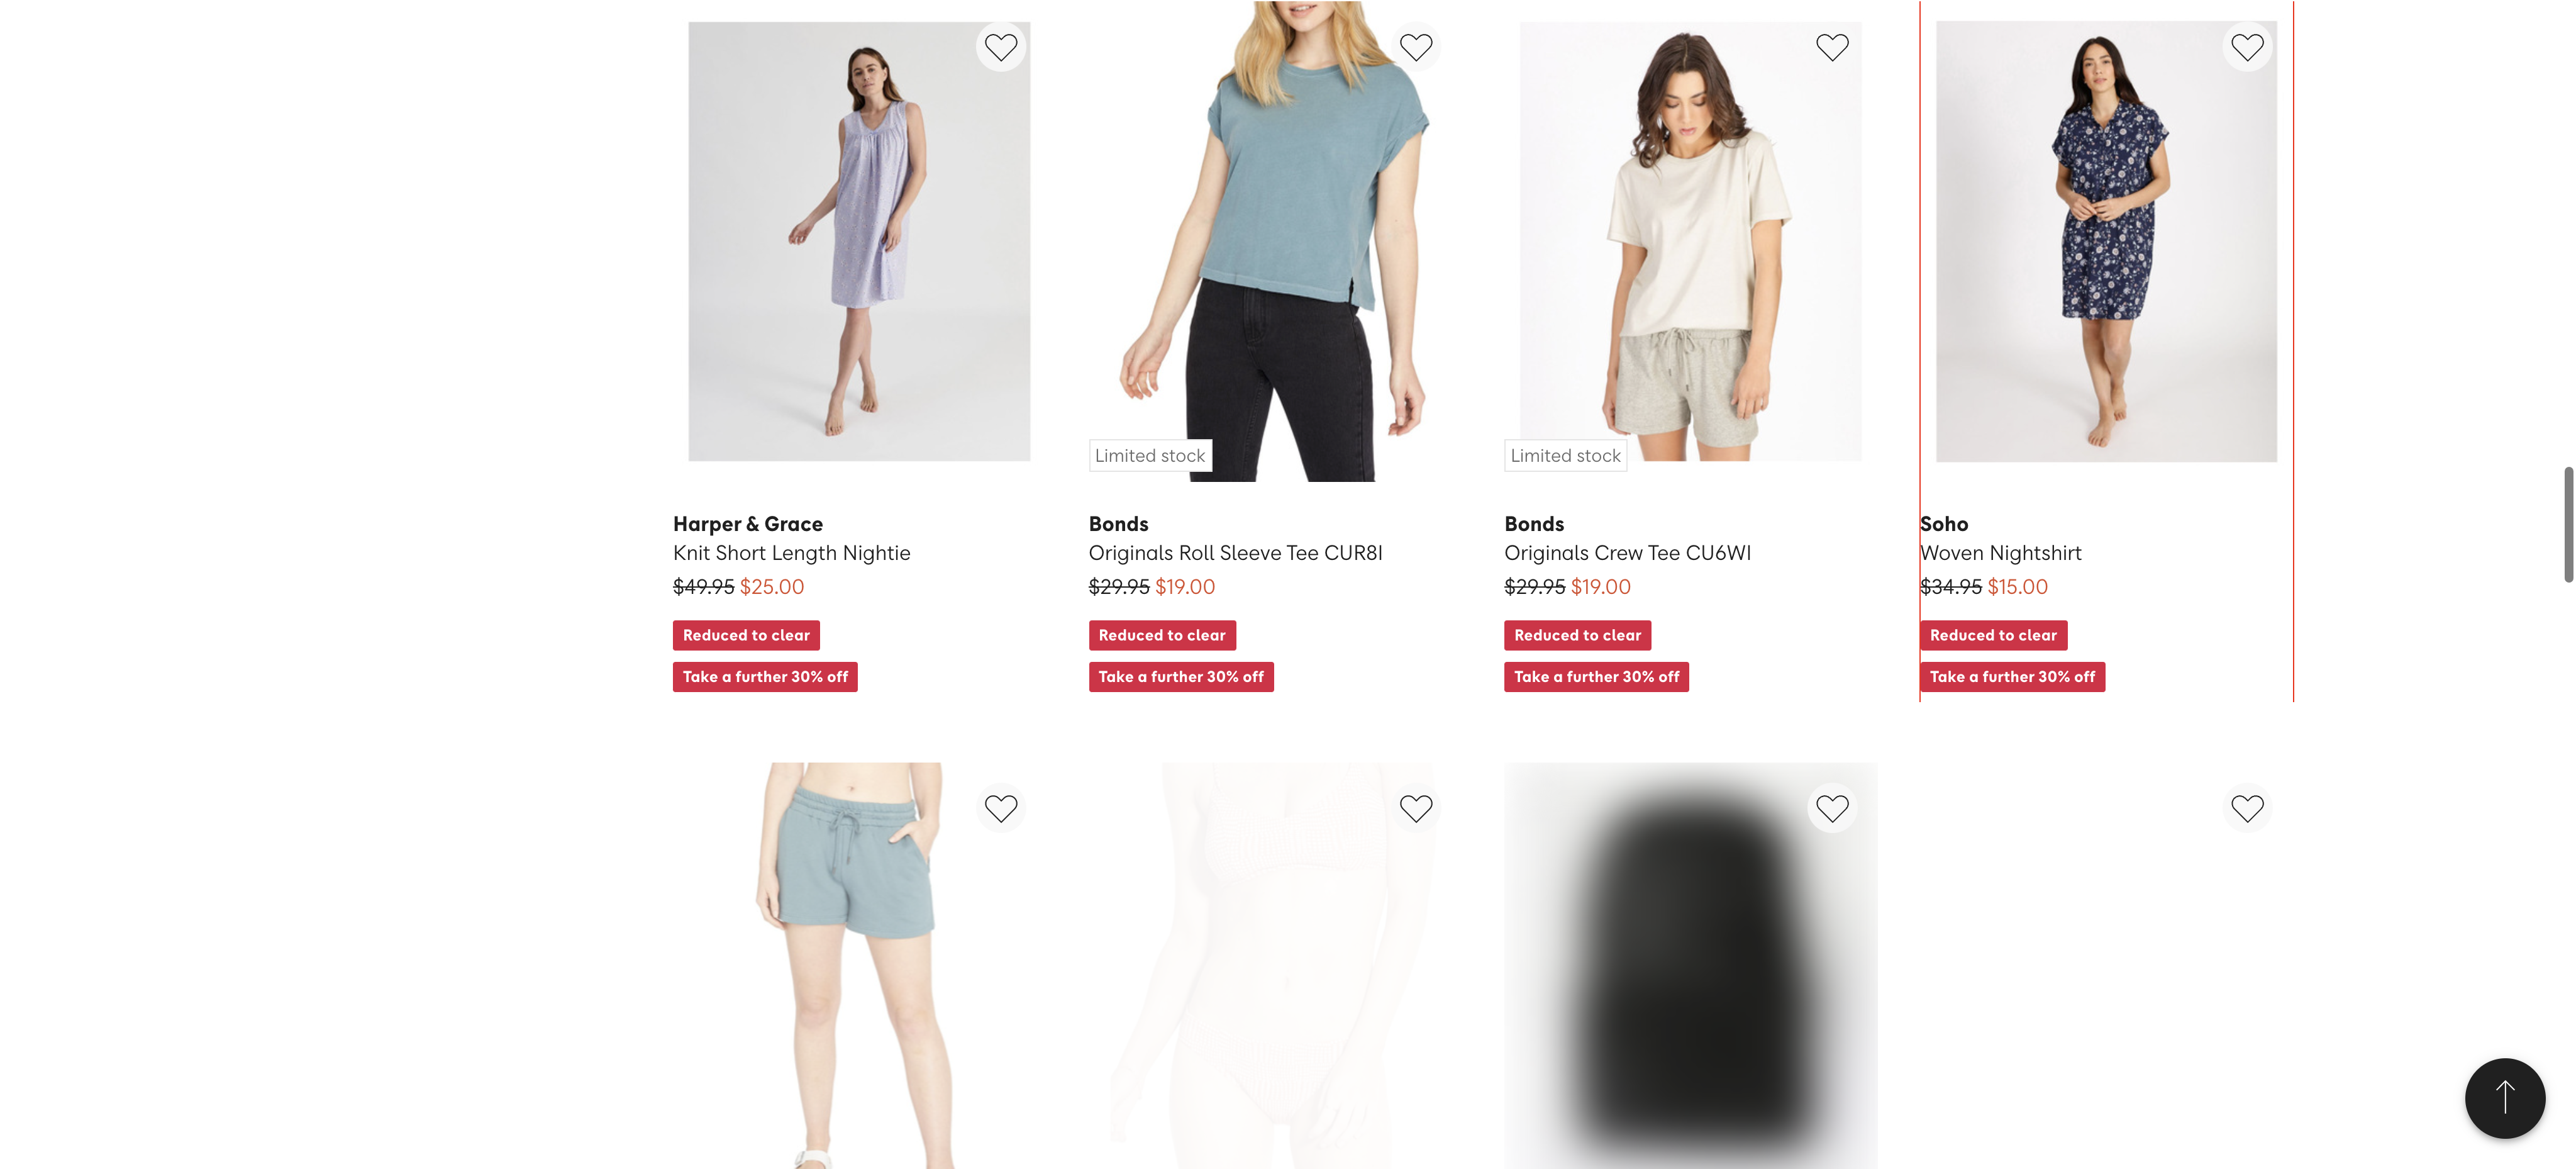 Limited stock
Limited stock
Harper & Grace
Knit Short Length Nightie
$49.95 $25.00
Reduced to clear
Take a further 30% off
Bonds
Originals Roll Sleeve Tee CUR8I
$29.95 $19.00
Reduced to clear
Take a further 30% off
Bonds
Originals Crew Tee CU6WI
$29.95 $19.00
Reduced to clear
Take a further 30% off
Soho
Woven Nightshirt
$34.95 $15.00
Reduced to clear
Take a further 30% off